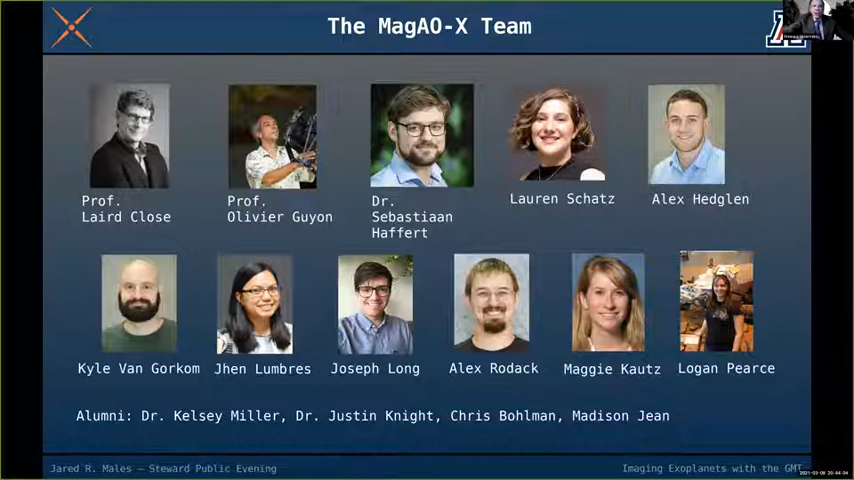 The MagAO-X Team
Prof.
Laird Close
Prof.
Olivier Guyon
Dr.
Sebastiaan
Haffert
Lauren Schatz
Alex Hedglen
Kyle Van Gorkom
Jhen Lumbres
Joseph Long
Alex Rodack
Maggie Kautz
Logan Pearce
Alumni: Dr. Kelsey Miller, Dr. Justin Knight, Chris Bohlman, Madison Jean
Jared R. Males — Steward Public Evening
Imaging Exoplanets with the GMT